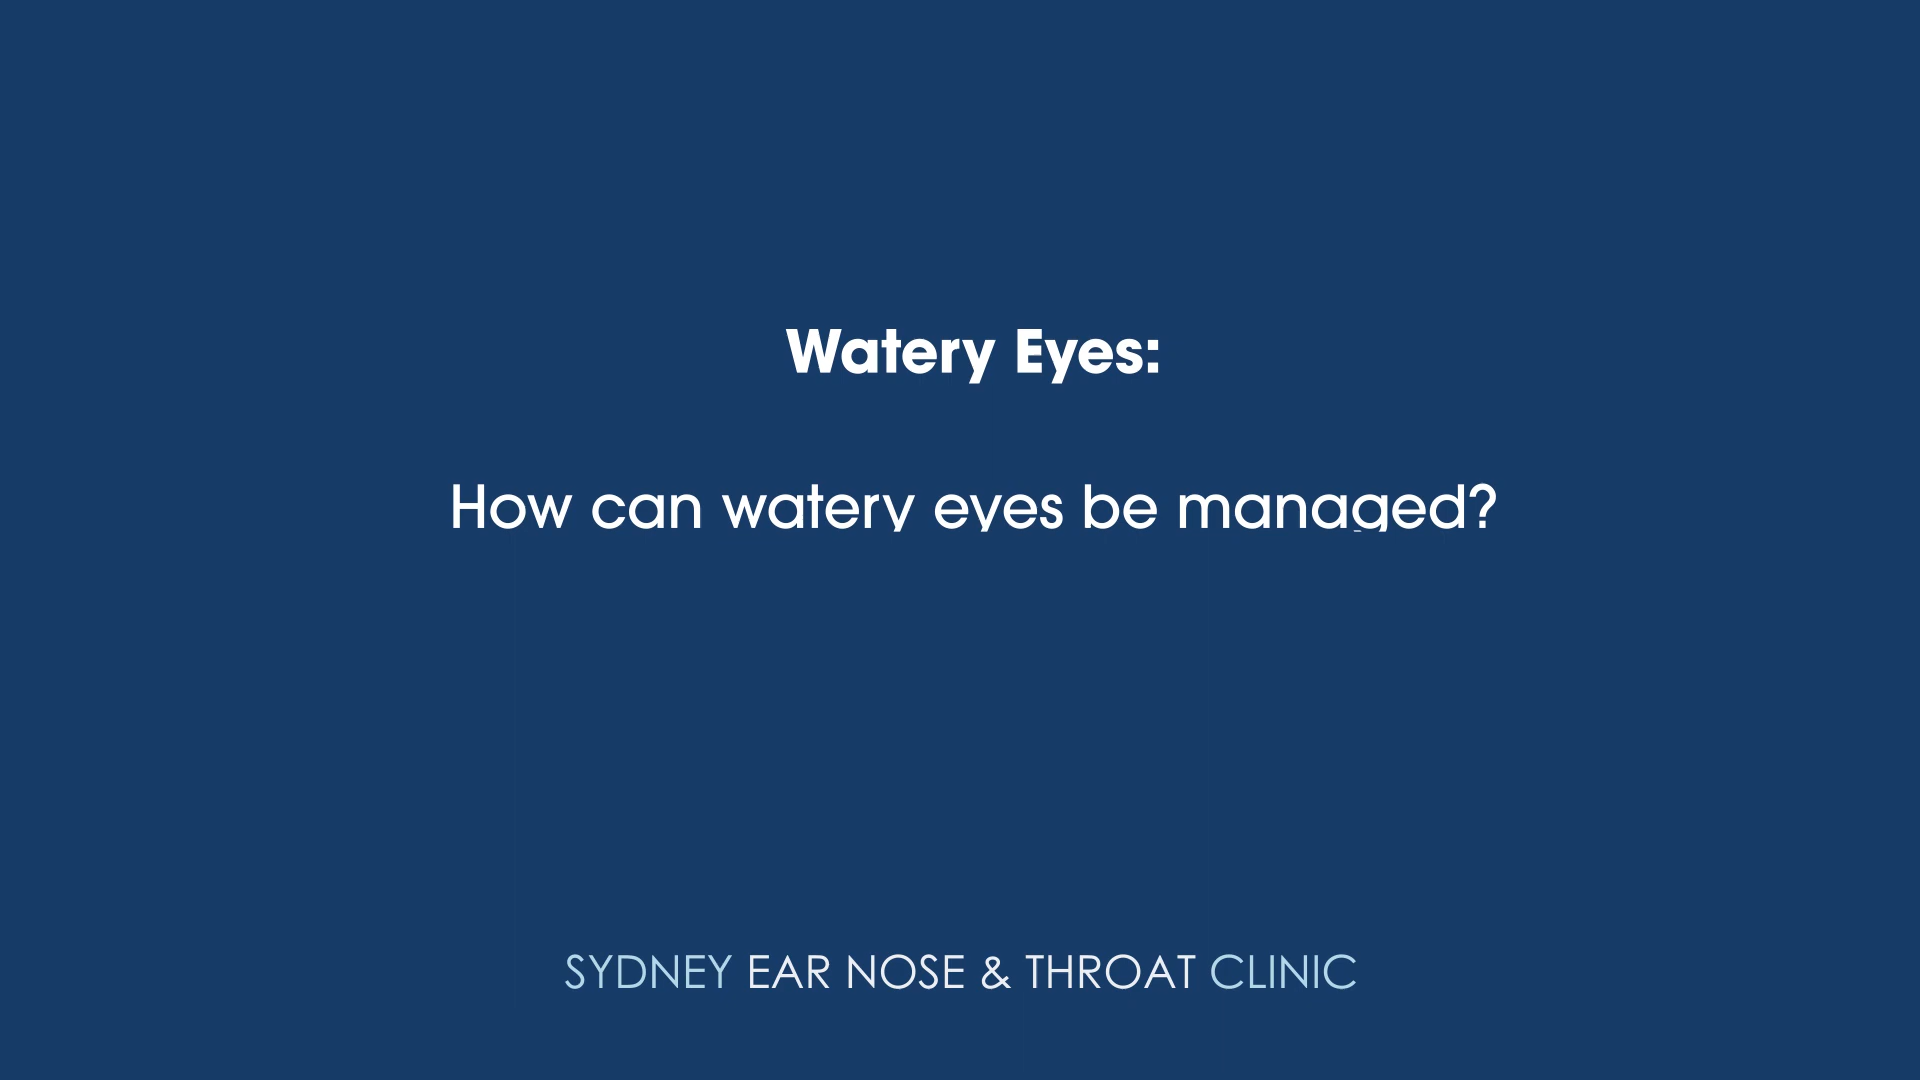 Watery Eyes:
How can watery eyes be managed?
SYDNEY EAR NOSE & THROAT CLINIC